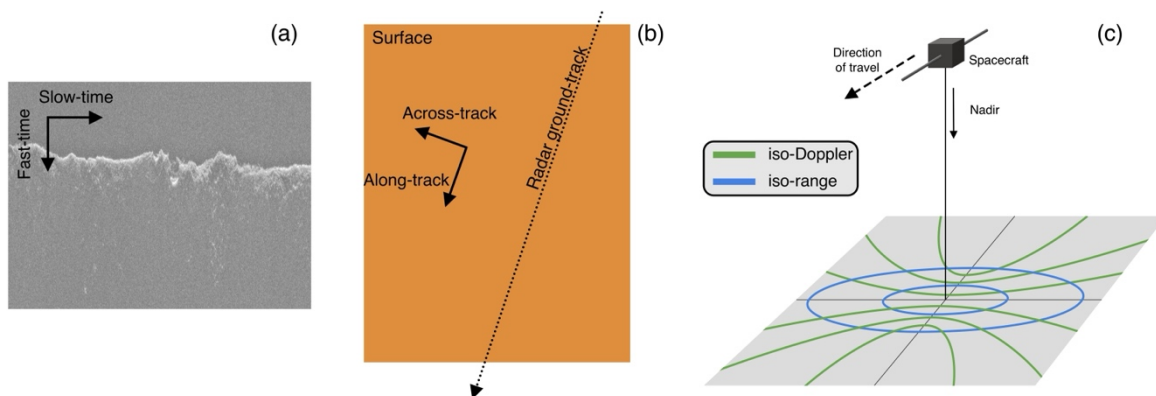 (a)
Slow-time
Fast-time
(b)
Surface
Across-track
Along-track
Radar ground-track
(c)
Direction
of travel
Spacecraft
Nadir
iso-Doppler
iso-range